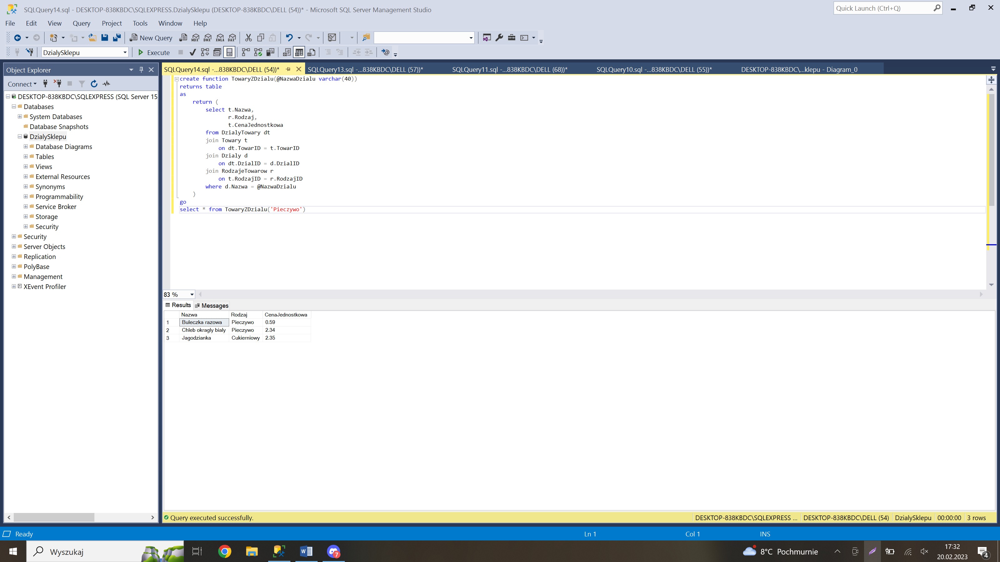 SQLQuery14.sql - DESKTOP-838KBDC\SQLEXPRESS.DzialySklepu (DESKTOP-838KBDC\DELL (54))* - Microsoft SQL Server Management Studio
Quick Launch (Ctrl+Q)
File Edit View Query Project Tools Window Help
New Query MDX DMX XMLA DAX
DzialySklepu Execute
Object Explorer
SQLQuery14.sql -...838KBDC\DELL (54))* SQLQuery13.sql -...838KBDC\DELL (57))* SQLQuery11.sql -...838KBDC\DELL (68))* SQLQuery10.sql -...838KBDC\DELL (55))* DESKTOP-838KBDC\...klepu - Diagram_0
Connect
DESKTOP-838KBDC\SQLEXPRESS (SQL Server 15
Databases
System Databases
Database Snapshots
DzialySklepu
Database Diagrams
Tables
Views
External Resources
Synonyms
Programmability
Service Broker
Storage
Security
Security
Server Objects
Replication
PolyBase
Management
XEvent Profiler
create function TowaryZDzialu(@NazwaDzialu varchar(40))
returns table
as
return (
select t.Nazwa,
r.Rodzaj,
t.CenaJednostkowa
from DzialyTowary dt
join Towary t
on dt.TowarID = t.TowarID
join Dzialy d
on dt.DzialID = d.DzialID
join RodzajeTowarow r
on t.RodzajID = r.RodzajID
where d.Nazwa = @NazwaDzialu
)
go
select * from TowaryZDzialu('Pieczywo')
83 %
Results Messages
Nazwa Rodzaj CenaJednostkowa
1 Buleczka razowa Pieczywo 0.59
2 Chleb okragly bialy Pieczywo 2.34
3 Jagodzianka Cukierniowy 2.35
Query executed successfully. DESKTOP-838KBDC\SQLEXPRESS ... DESKTOP-838KBDC\DELL (54) DzialySklepu 00:00:00 3 rows
Ready Ln 1 Col 1 INS
Wyszukaj 7 8°C Pochmurnie 17:32
20.02.2023 4